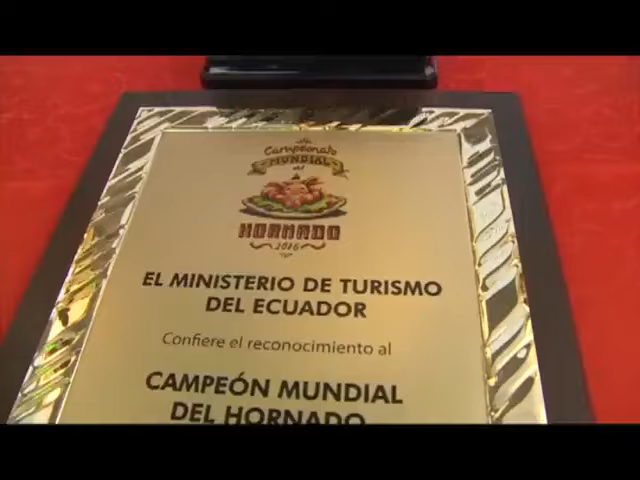 Campeonato
MUNDIAL
del
HORNADO
2016
EL MINISTERIO DE TURISMO
DEL ECUADOR
Confiere el reconocimiento al
CAMPEÓN MUNDIAL
DEL HORNADO